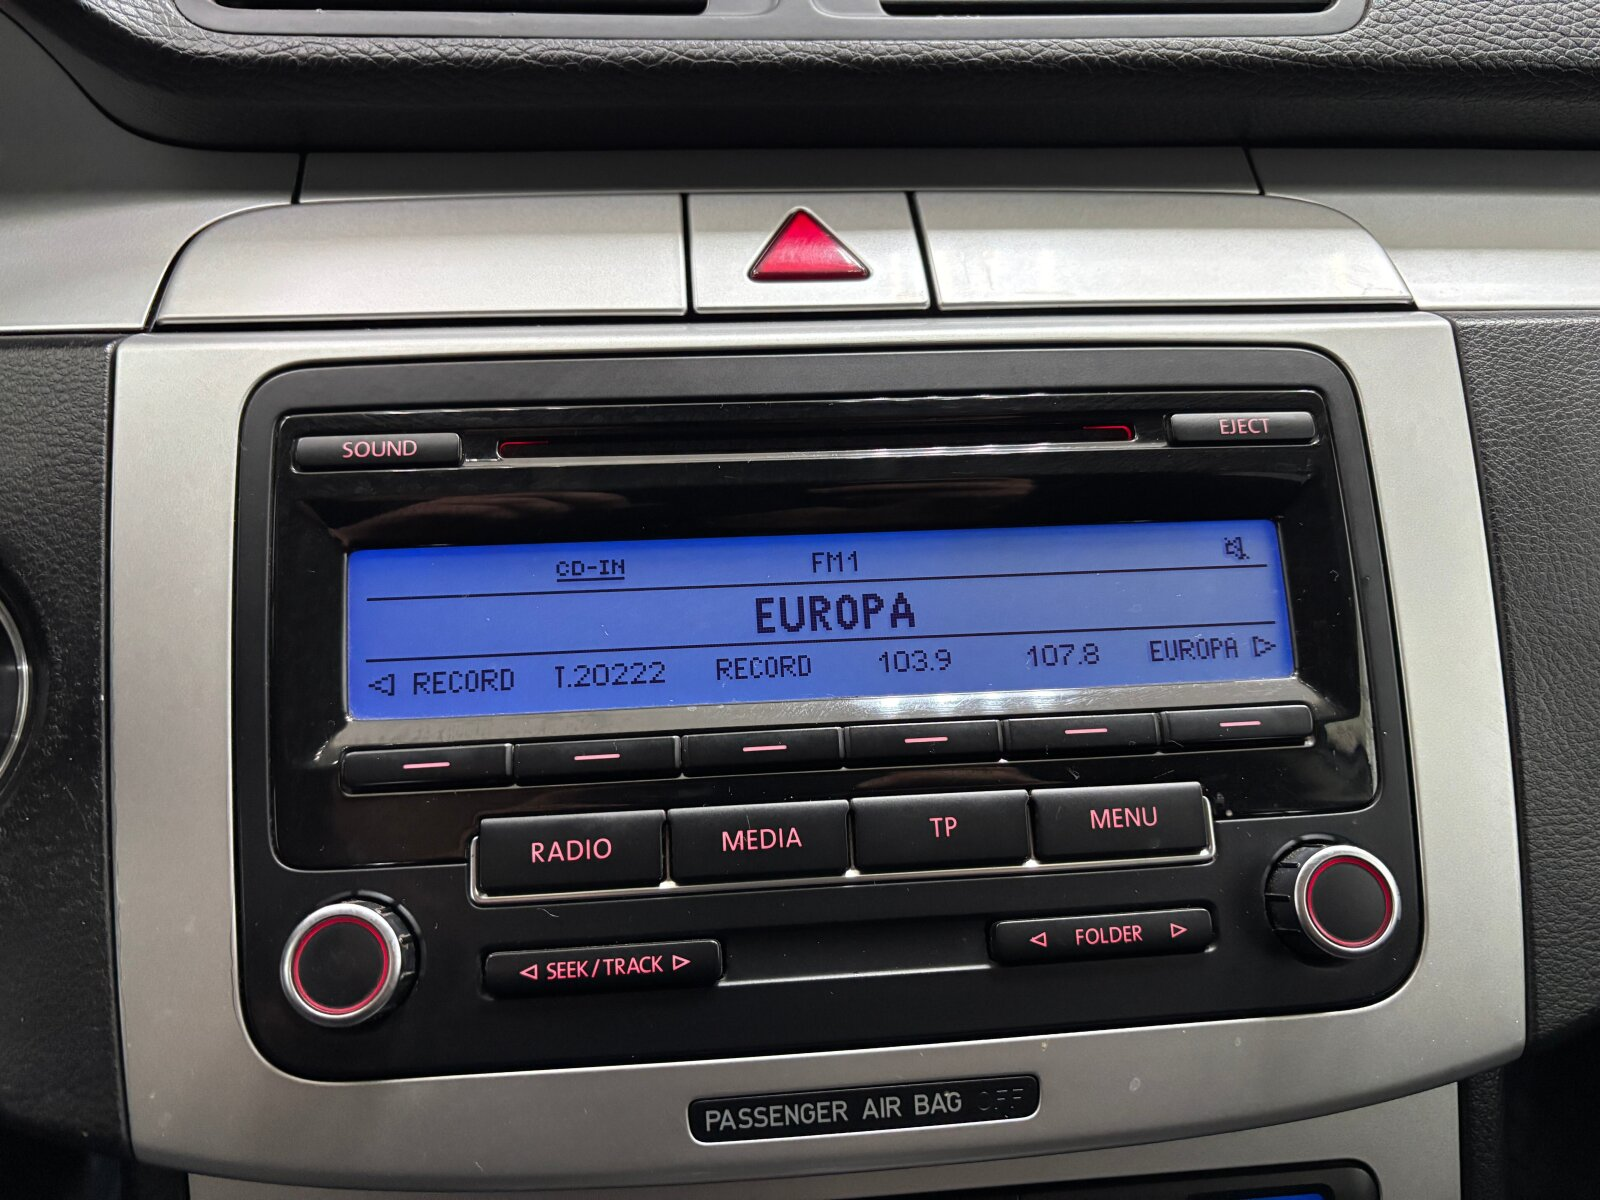 SOUND
EJECT
CD-IN FM1
EUROPA
RECORD T.20222 RECORD 103.9 107.8 EUROPA
RADIO MEDIA TP MENU
SEEK/TRACK FOLDER
PASSENGER AIR BAG OFF